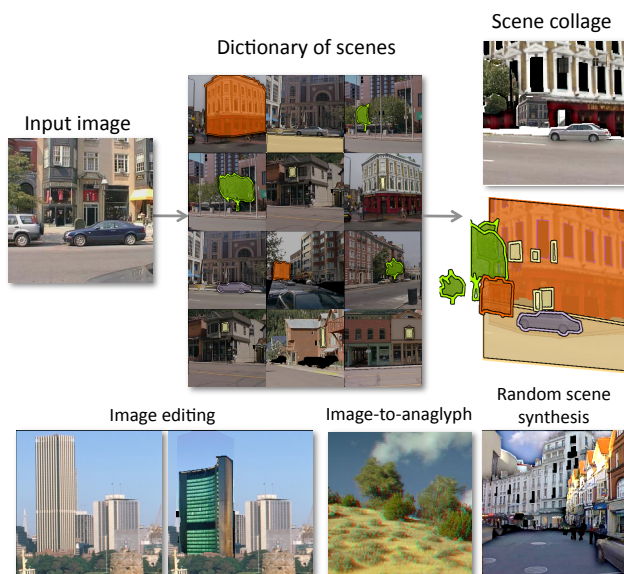 Scene collage
Dictionary of scenes
Input image
Image editing
Image-to-anaglyph
Random scene
synthesis